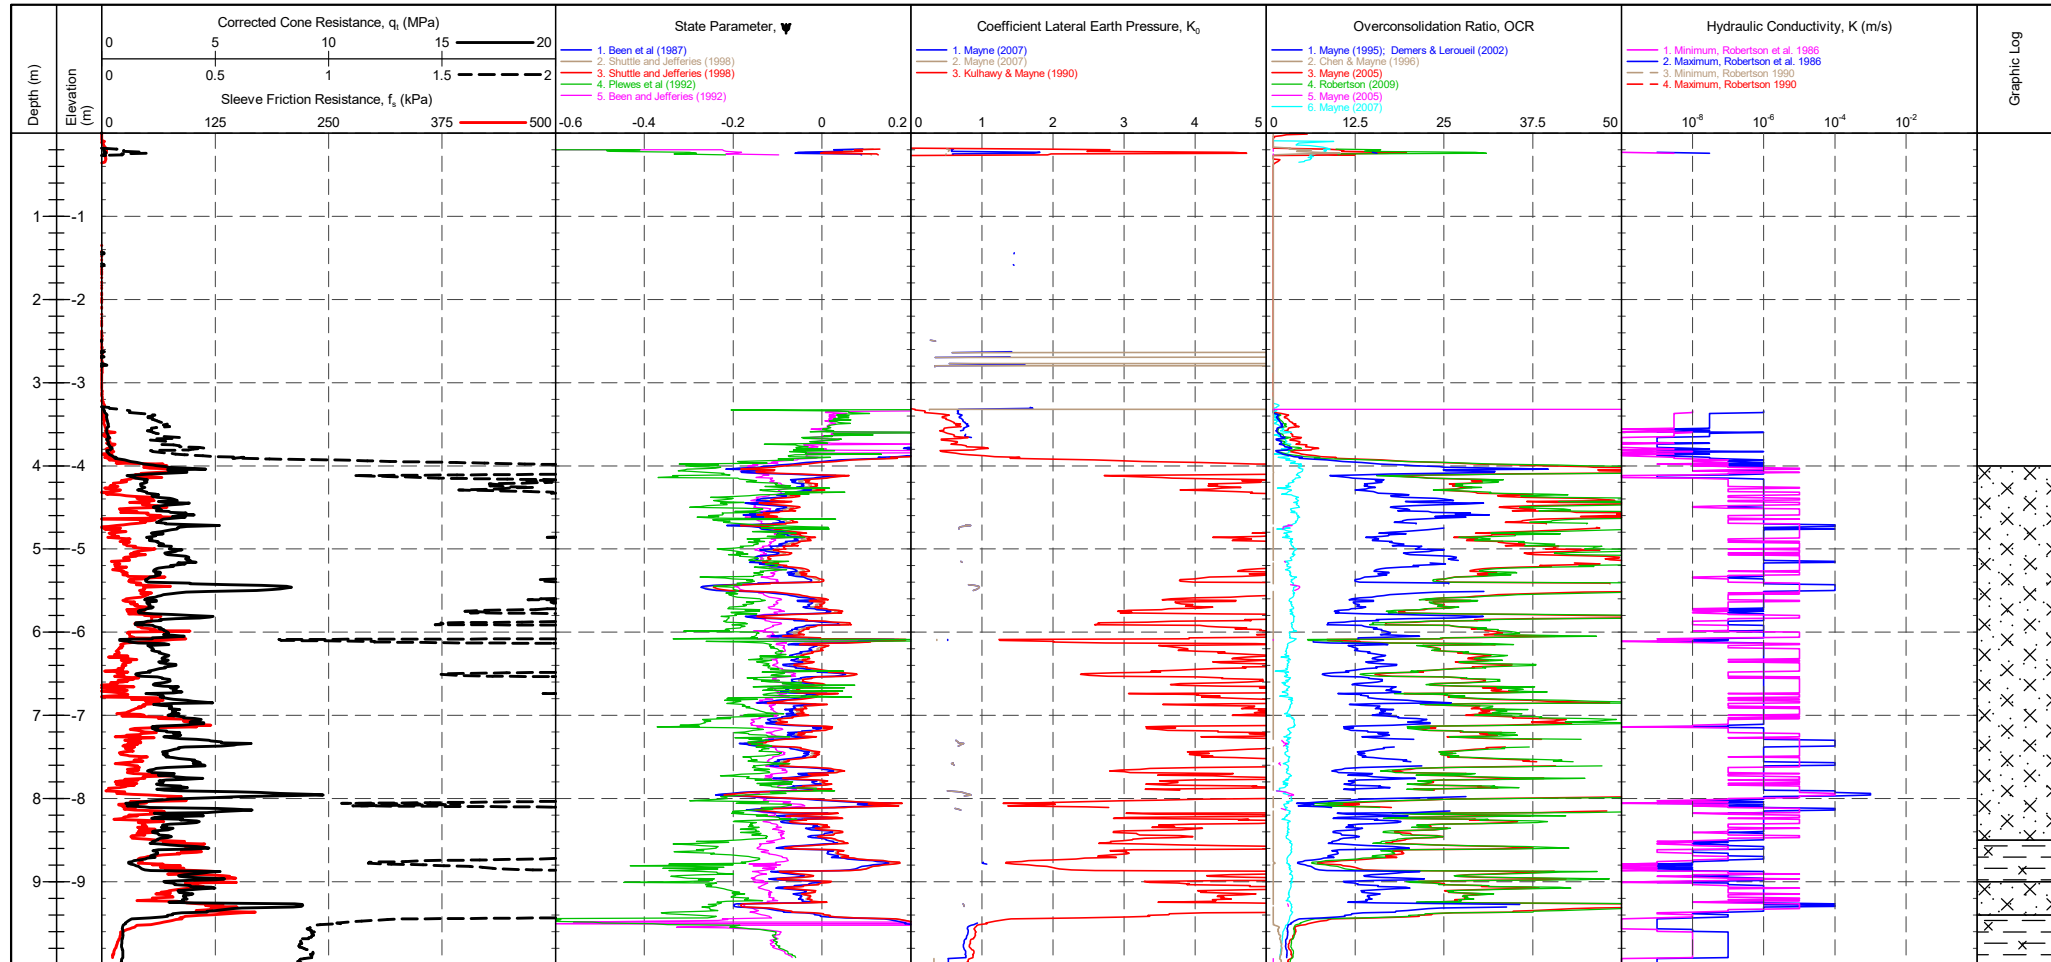 Corrected Cone Resistance, qt (MPa)
0 5 10 15 20
0 0.5 1 1.5 2
Sleeve Friction Resistance, fs (kPa)
0 125 250 375 500
Depth (m)
Elevation (m)
State Parameter, ψ
1. Been et al (1987)
2. Shuttle and Jefferies (1998)
3. Shuttle and Jefferies (1998)
4. Plewes et al (1992)
5. Been and Jefferies (1992)
-0.6 -0.4 -0.2 0 0.2
Coefficient Lateral Earth Pressure, K0
1. Mayne (2007)
2. Mayne (2007)
3. Kulhawy & Mayne (1990)
0 1 2 3 4 5
Overconsolidation Ratio, OCR
1. Mayne (1995); Demers & Leroueil (2002)
2. Chen & Mayne (1996)
3. Mayne (2005)
4. Robertson (2009)
5. Mayne (2005)
6. Mayne (2007)
0 12.5 25 37.5 50
Hydraulic Conductivity, K (m/s)
1. Minimum, Robertson et al. 1986
2. Maximum, Robertson et al. 1986
3. Minimum, Robertson 1990
4. Maximum, Robertson 1990
10-8 10-6 10-4 10-2
Graphic Log
1 -1
2 -2
3 -3
4 -4
5 -5
6 -6
7 -7
8 -8
9 -9